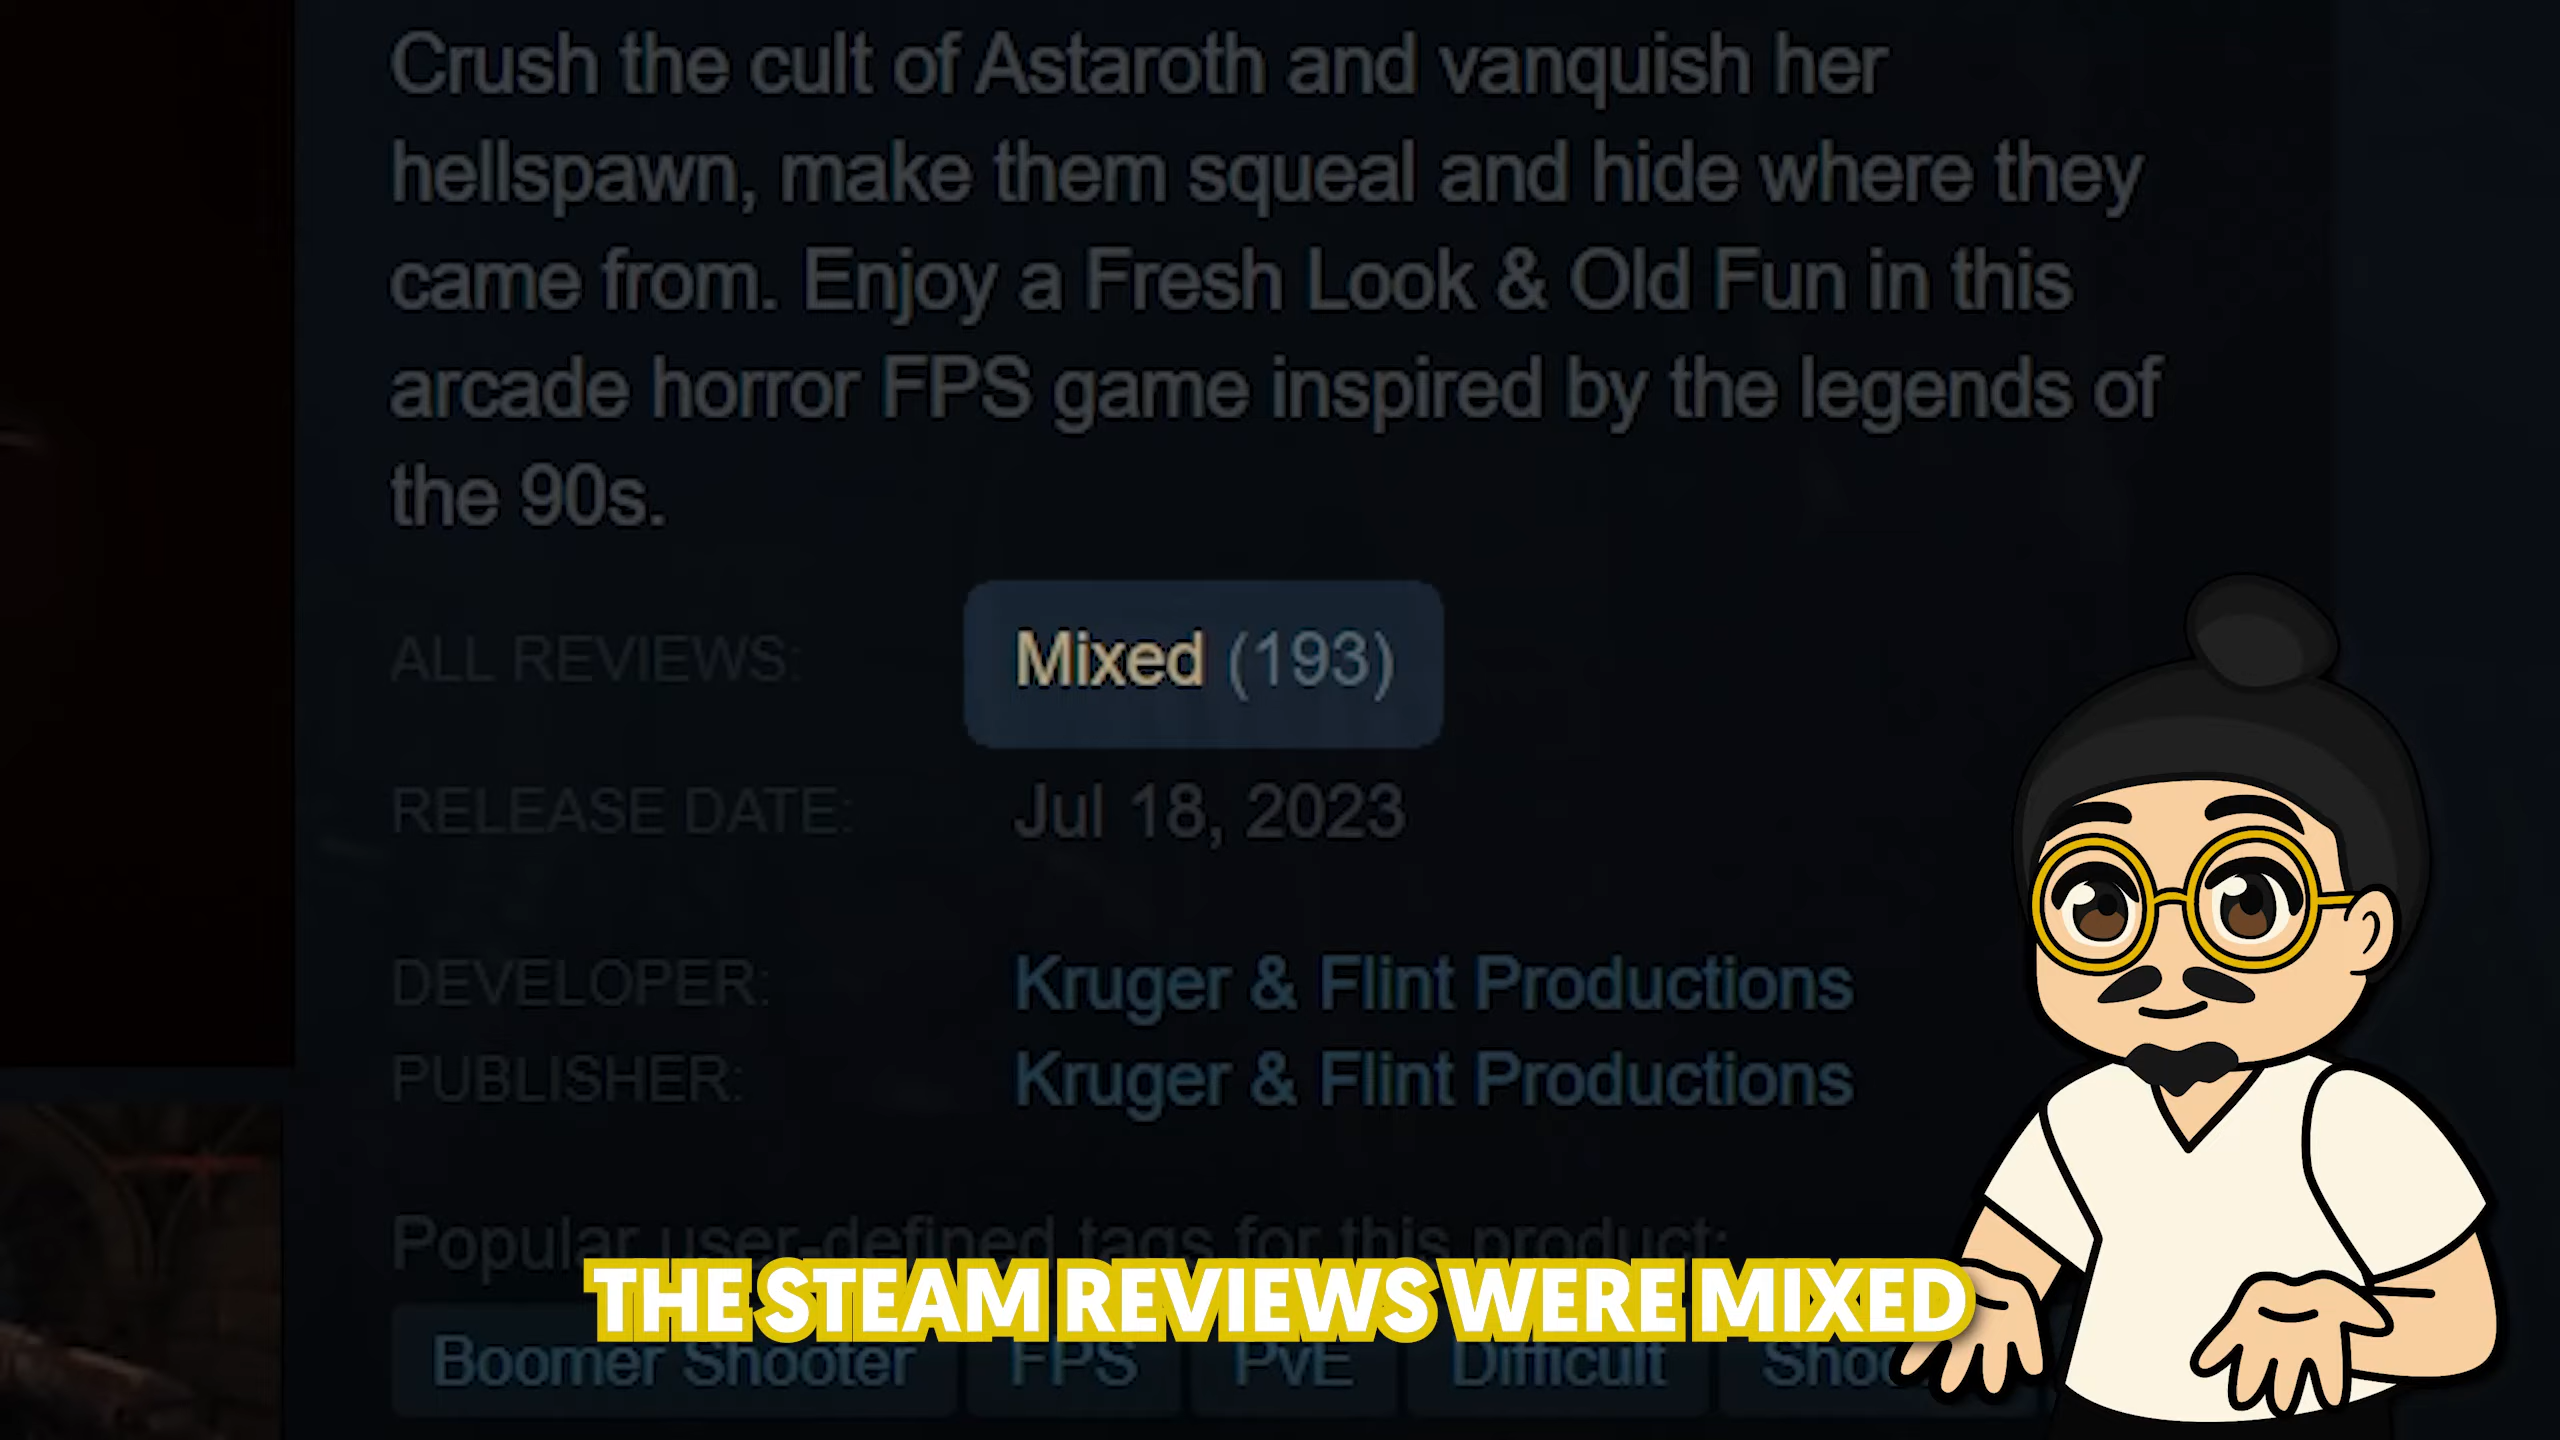 Crush the cult of Astaroth and vanquish her
hellspawn, make them squeal and hide where they
came from. Enjoy a Fresh Look & Old Fun in this
arcade horror FPS game inspired by the legends of
the 90s.
ALL REVIEWS: Mixed (193)
RELEASE DATE: Jul 18, 2023
DEVELOPER: Kruger & Flint Productions
PUBLISHER: Kruger & Flint Productions
Popular user-defined tags for this product:
THE STEAM REVIEWS WERE MIXED
Boomer Shooter FPS PvE Difficult